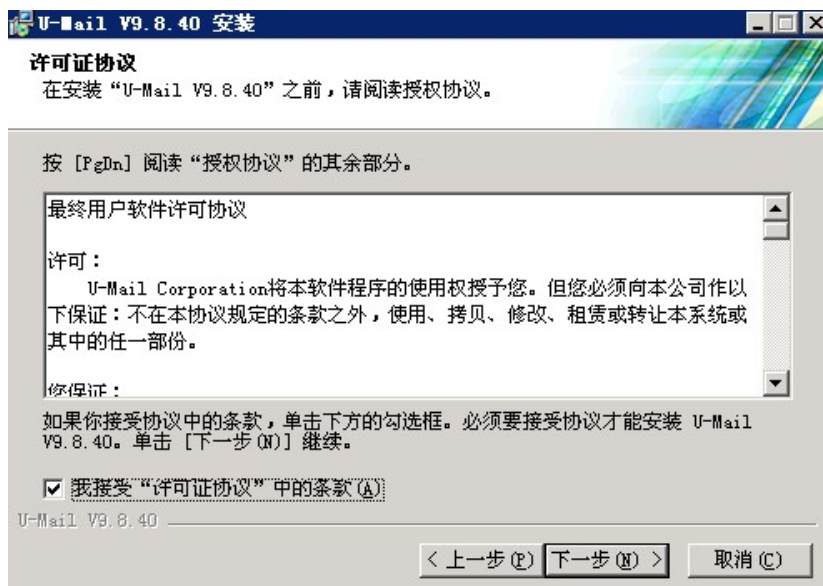 U-Mail V9.8.40 安装
许可证协议
在安装“U-Mail V9.8.40”之前,请阅读授权协议。
按 [PgDn] 阅读“授权协议”的其余部分。
最终用户软件许可协议
许可:
U-Mail Corporation将本软件程序的使用权授予您。但您必须向本公司作以
下保证:不在本协议规定的条款之外,使用、拷贝、修改、租赁或转让本系统或
其中的任一部份。
您保证:
如果你接受协议中的条款,单击下方的勾选框。必须要接受协议才能安装 U-Mail
V9.8.40。单击 [下一步(N)] 继续。
我接受“许可证协议”中的条款(A)
U-Mail V9.8.40
< 上一步(P) 下一步(N) > 取消(C)